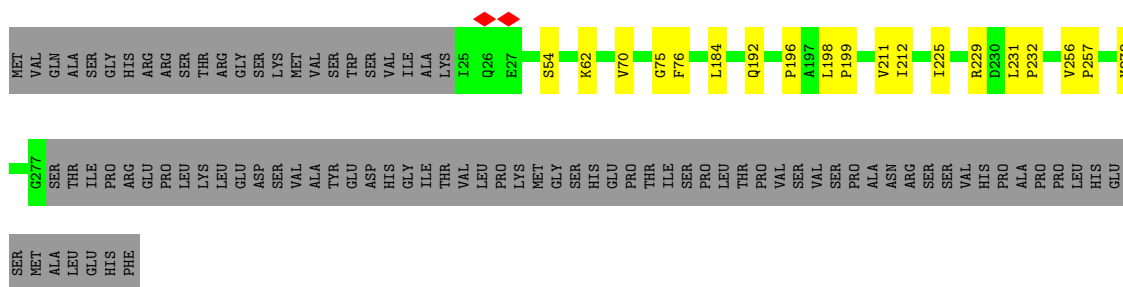 MET VAL GLN ALA SER GLY HIS ARG ARG SER THR ARG GLY SER LYS MET VAL SER TRP SER VAL ILE ALA LYS I25 Q26 E27 S54 K62 V70 G75 F76 L184 Q192 P196 A197 L198 P199 V211 I212 I225 R229 D230 L231 P232 V256 P257
G277 SER THR ILE PRO ARG GLU PRO LEU LYS LEU GLU ASP SER VAL ALA TYR GLU ASP HIS GLY ILE THR VAL LEU PRO LYS MET GLY SER HIS GLU PRO THR ILE SER PRO LEU THR PRO VAL SER VAL SER PRO ALA ASN ARG SER SER VAL HIS PRO ALA PRO PRO LEU HIS GLU
SER MET ALA LEU GLU HIS PHE